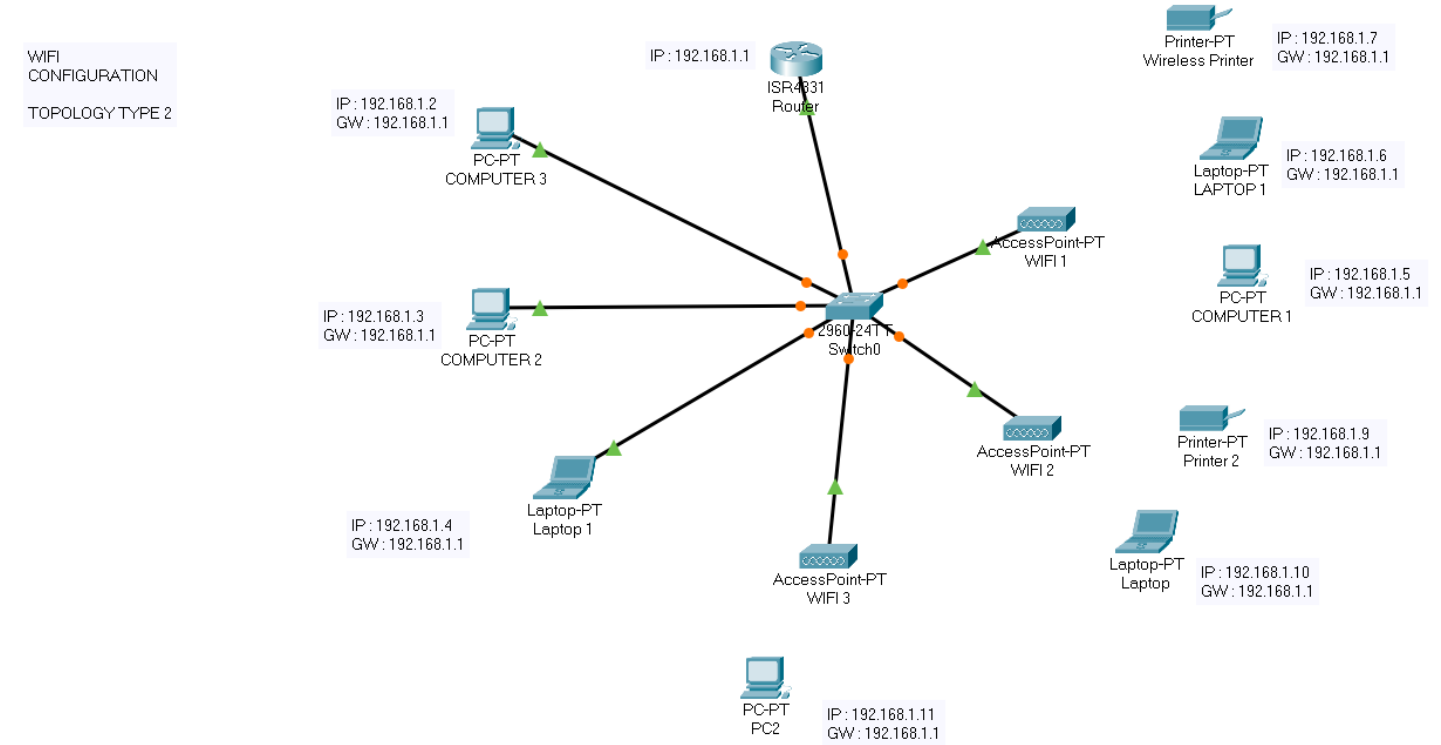 WIFI
CONFIGURATION
TOPOLOGY TYPE 2
IP : 192.168.1.1
ISR4331
Router
Printer-PT
Wireless Printer
IP : 192.168.1.7
GW : 192.168.1.1
IP : 192.168.1.2
GW : 192.168.1.1
PC-PT
COMPUTER 3
Laptop-PT
LAPTOP 1
IP : 192.168.1.6
GW : 192.168.1.1
AccessPoint-PT
WIFI 1
PC-PT
COMPUTER 1
IP : 192.168.1.5
GW : 192.168.1.1
IP : 192.168.1.3
GW : 192.168.1.1
PC-PT
COMPUTER 2
2960-24TT
Switch0
AccessPoint-PT
WIFI 2
Printer-PT
Printer 2
IP : 192.168.1.9
GW : 192.168.1.1
Laptop-PT
Laptop 1
IP : 192.168.1.4
GW : 192.168.1.1
AccessPoint-PT
WIFI 3
Laptop-PT
Laptop
IP : 192.168.1.10
GW : 192.168.1.1
PC-PT
PC2
IP : 192.168.1.11
GW : 192.168.1.1